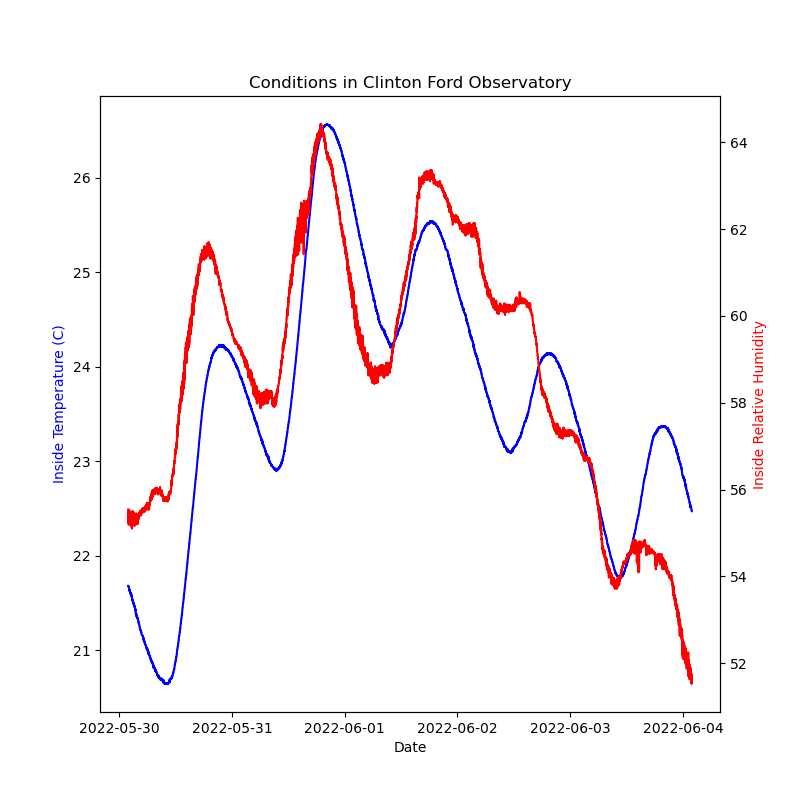 Conditions in Clinton Ford Observatory
26
25
24
23
22
21
Inside Temperature (C)
64
62
60
58
56
54
52
Inside Relative Humidity
2022-05-30 2022-05-31 2022-06-01 2022-06-02 2022-06-03 2022-06-04
Date